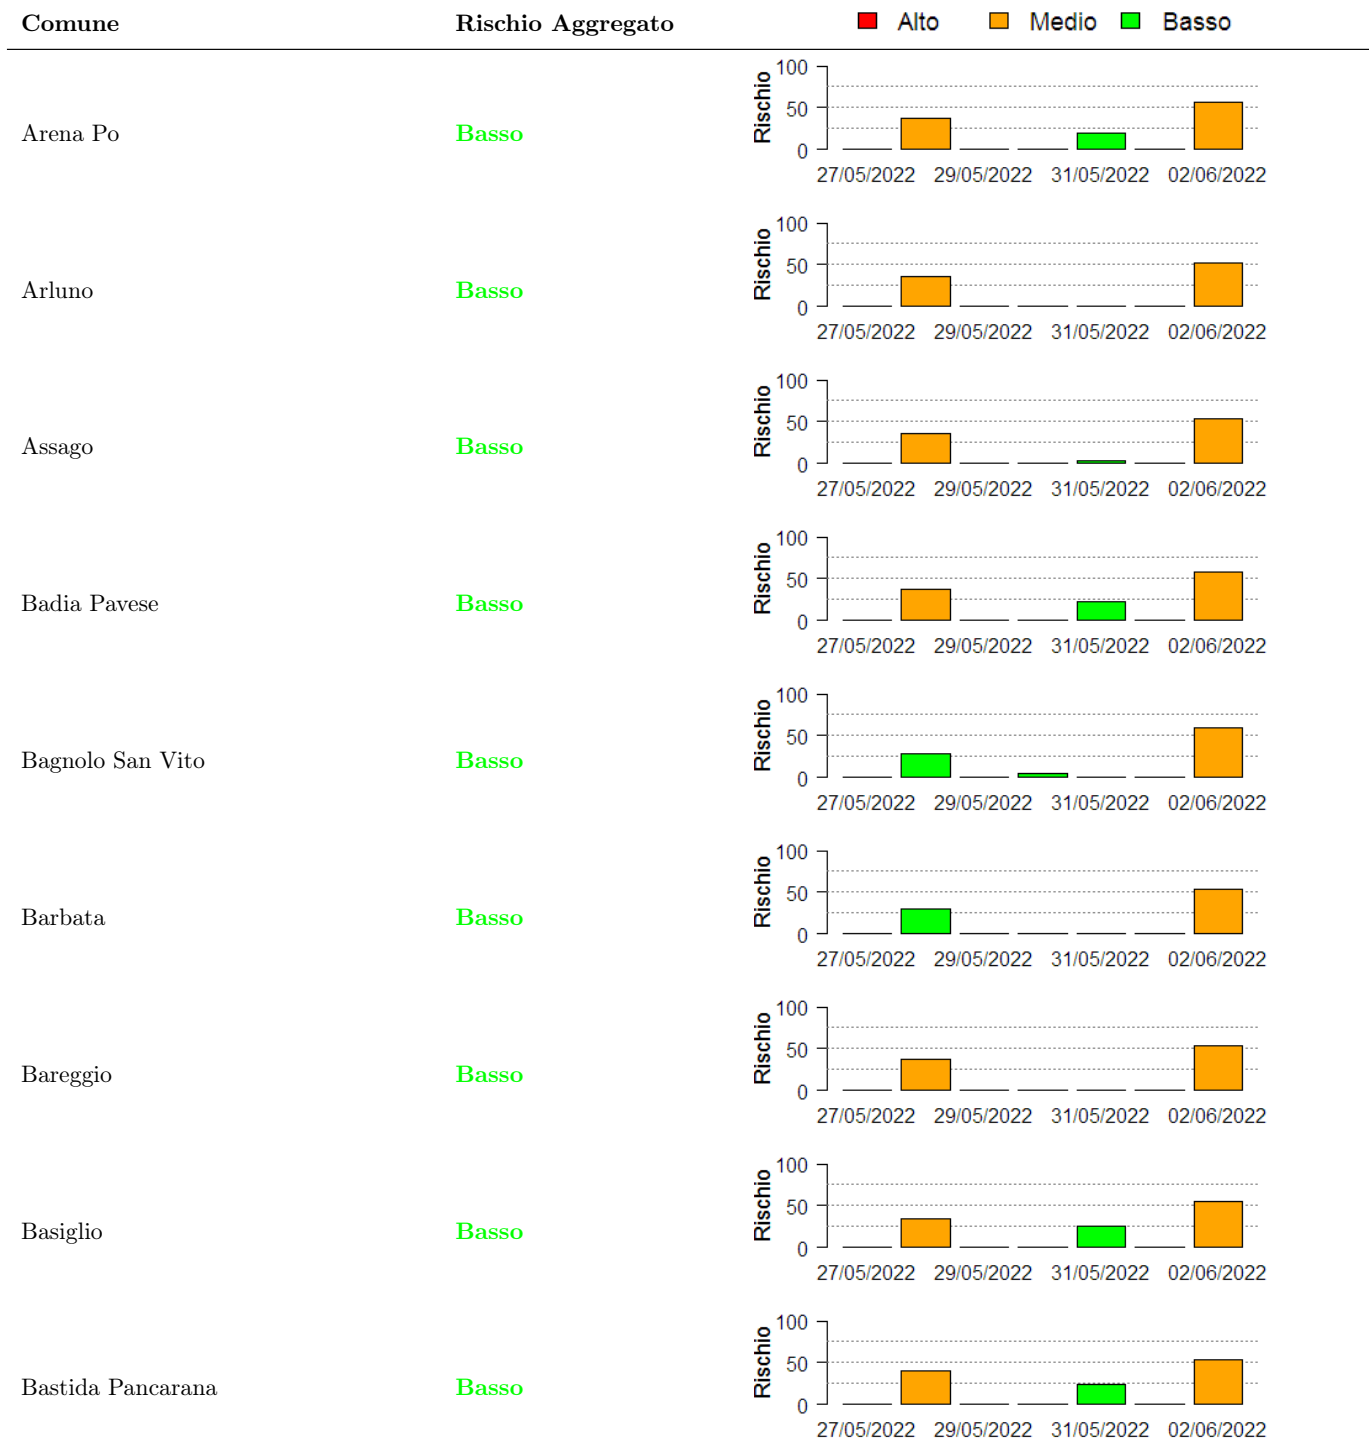 Comune Rischio Aggregato Alto Medio Basso
100
50
0
Rischio
Arena Po Basso
27/05/2022 29/05/2022 31/05/2022 02/06/2022
100
50
0
Rischio
Arluno Basso
27/05/2022 29/05/2022 31/05/2022 02/06/2022
100
50
0
Rischio
Assago Basso
27/05/2022 29/05/2022 31/05/2022 02/06/2022
100
50
0
Rischio
Badia Pavese Basso
27/05/2022 29/05/2022 31/05/2022 02/06/2022
100
50
0
Rischio
Bagnolo San Vito Basso
27/05/2022 29/05/2022 31/05/2022 02/06/2022
100
50
0
Rischio
Barbata Basso
27/05/2022 29/05/2022 31/05/2022 02/06/2022
100
50
0
Rischio
Bareggio Basso
27/05/2022 29/05/2022 31/05/2022 02/06/2022
100
50
0
Rischio
Basiglio Basso
27/05/2022 29/05/2022 31/05/2022 02/06/2022
100
50
0
Rischio
Bastida Pancarana Basso
27/05/2022 29/05/2022 31/05/2022 02/06/2022